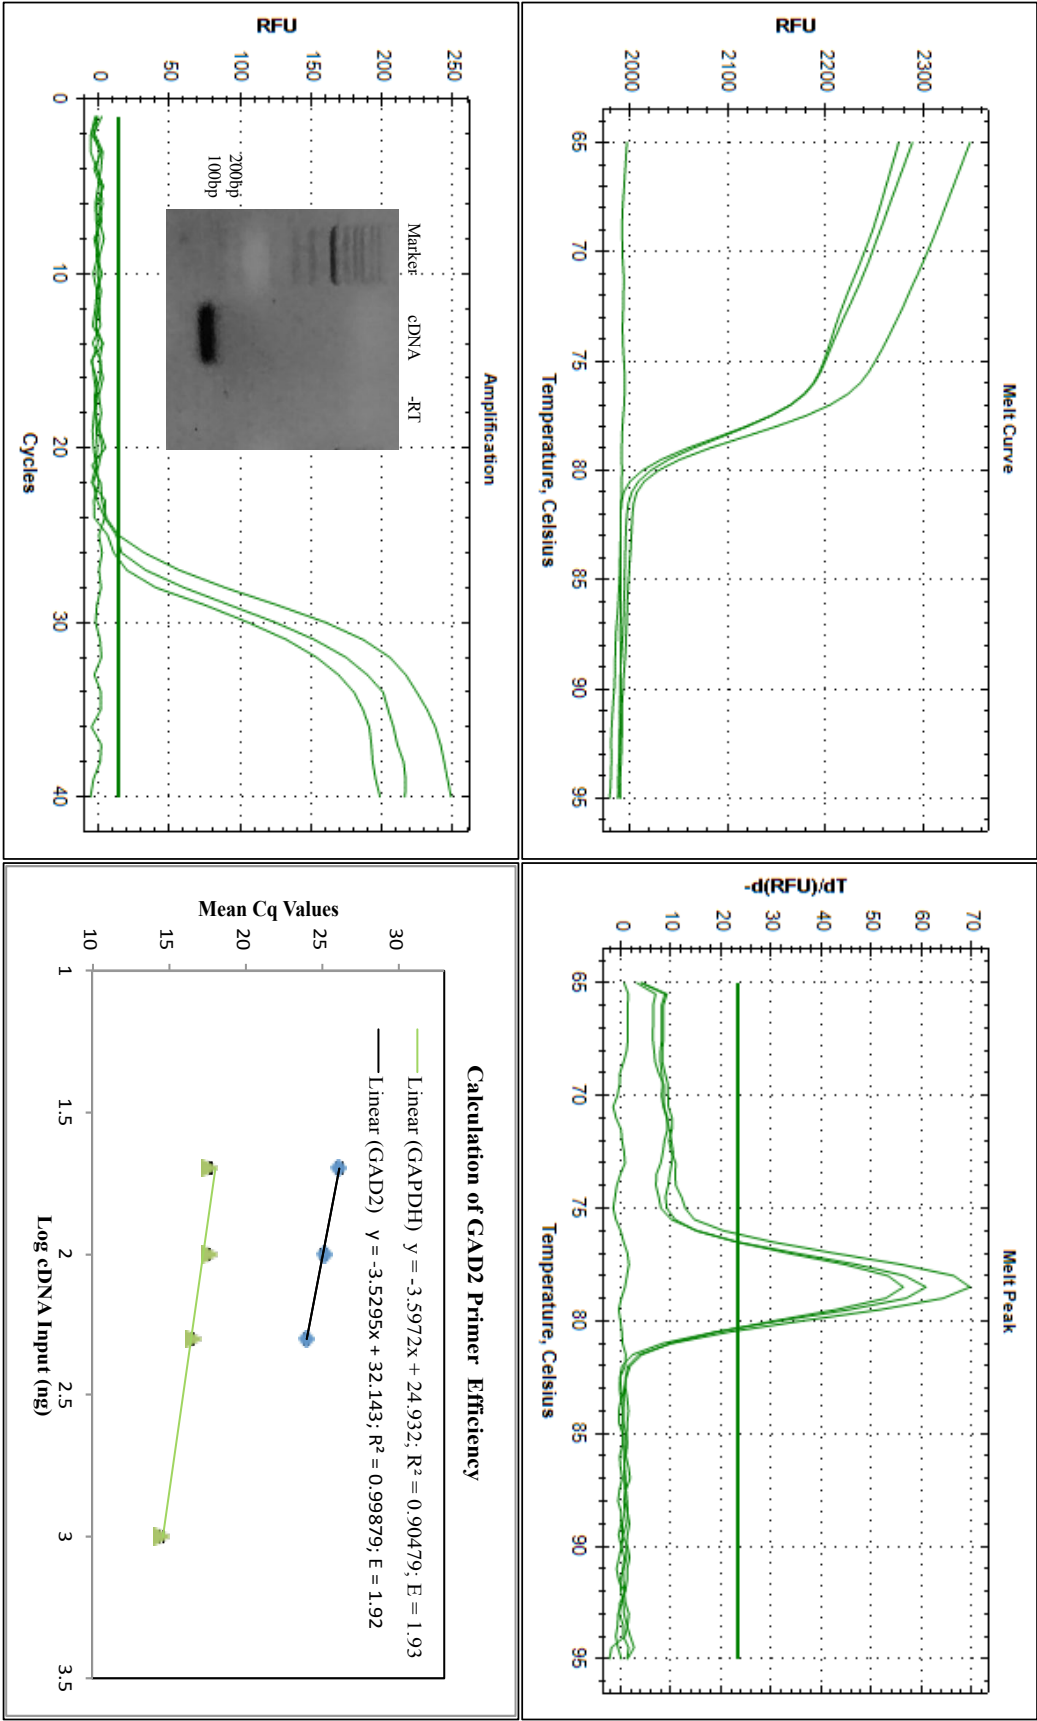 Amplification
RFU
250
200
150
100
50
0
0
10
20
30
40
Cycles
Marker
cDNA
-RT
200bp
100bp
Melt Curve
RFU
2300
2200
2100
2000
65
70
75
80
85
90
95
Temperature, Celsius
Calculation of GAD2 Primer Efficiency
Mean Cq Values
30
25
20
15
10
1
1.5
2
2.5
3
3.5
Log cDNA Input (ng)
Linear (GAPDH) y = -3.5972x + 24.932; R² = 0.90479; E = 1.93
Linear (GAD2) y = -3.5295x + 32.143; R² = 0.99879; E = 1.92
Melt Peak
-d(RFU)/dT
70
60
50
40
30
20
10
0
65
70
75
80
85
90
95
Temperature, Celsius